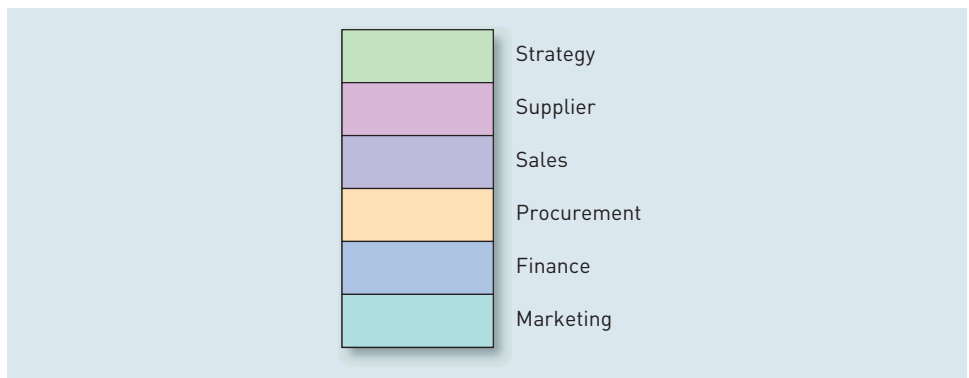 Strategy
Supplier
Sales
Procurement
Finance
Marketing